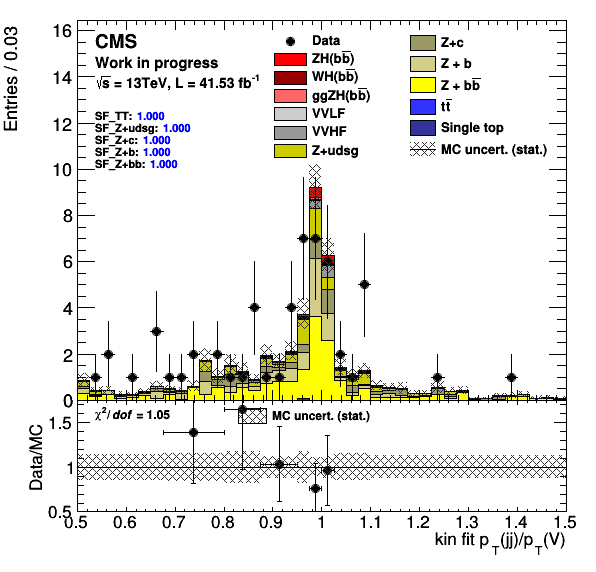 Entries / 0.03
16
14
12
10
8
6
4
2
0
CMS
Work in progress
√s = 13TeV, L = 41.53 fb⁻¹
SF_TT: 1.000
SF_Z+udsg: 1.000
SF_Z+c: 1.000
SF_Z+b: 1.000
SF_Z+bb: 1.000
Data
ZH(bb̅)
WH(bb̅)
ggZH(bb̅)
VVLF
VVHF
Z+udsg
Z+c
Z + b
Z + bb̅
tt̅
Single top
MC uncert. (stat.)
Data/MC
1.5
1
0.5
χ²/dof = 1.05
MC uncert. (stat.)
0.5 0.6 0.7 0.8 0.9 1 1.1 1.2 1.3 1.4 1.5
kin fit p_T(jj)/p_T(V)